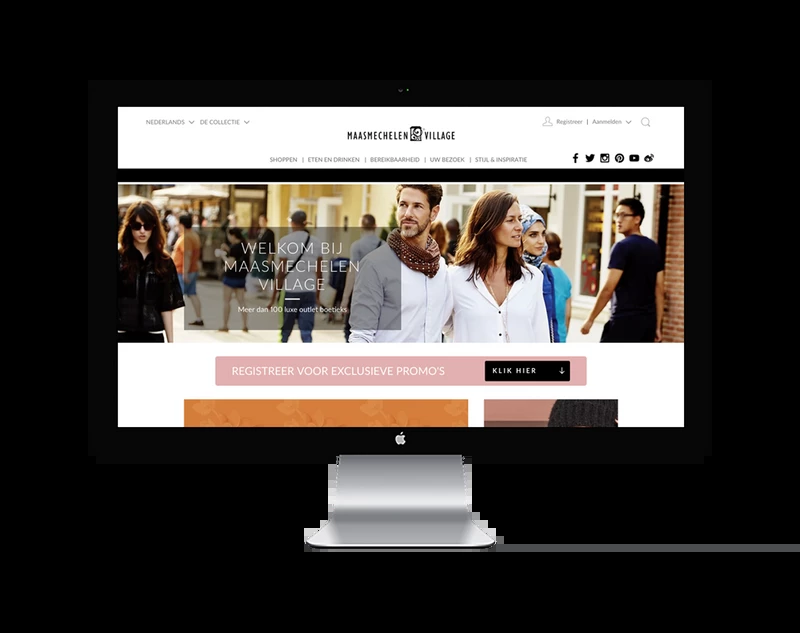 NEDERLANDS
DE COLLECTIE
MAASMECHELEN VILLAGE
Registreer | Aanmelden
SHOPPEN | ETEN EN DRINKEN | BEREIKBAARHEID | UW BEZOEK | STIJL & INSPIRATIE
WELKOM BIJ
MAASMECHELEN
VILLAGE
Meer dan 100 luxe outlet boetieks
REGISTREER VOOR EXCLUSIEVE PROMO'S
KLIK HIER